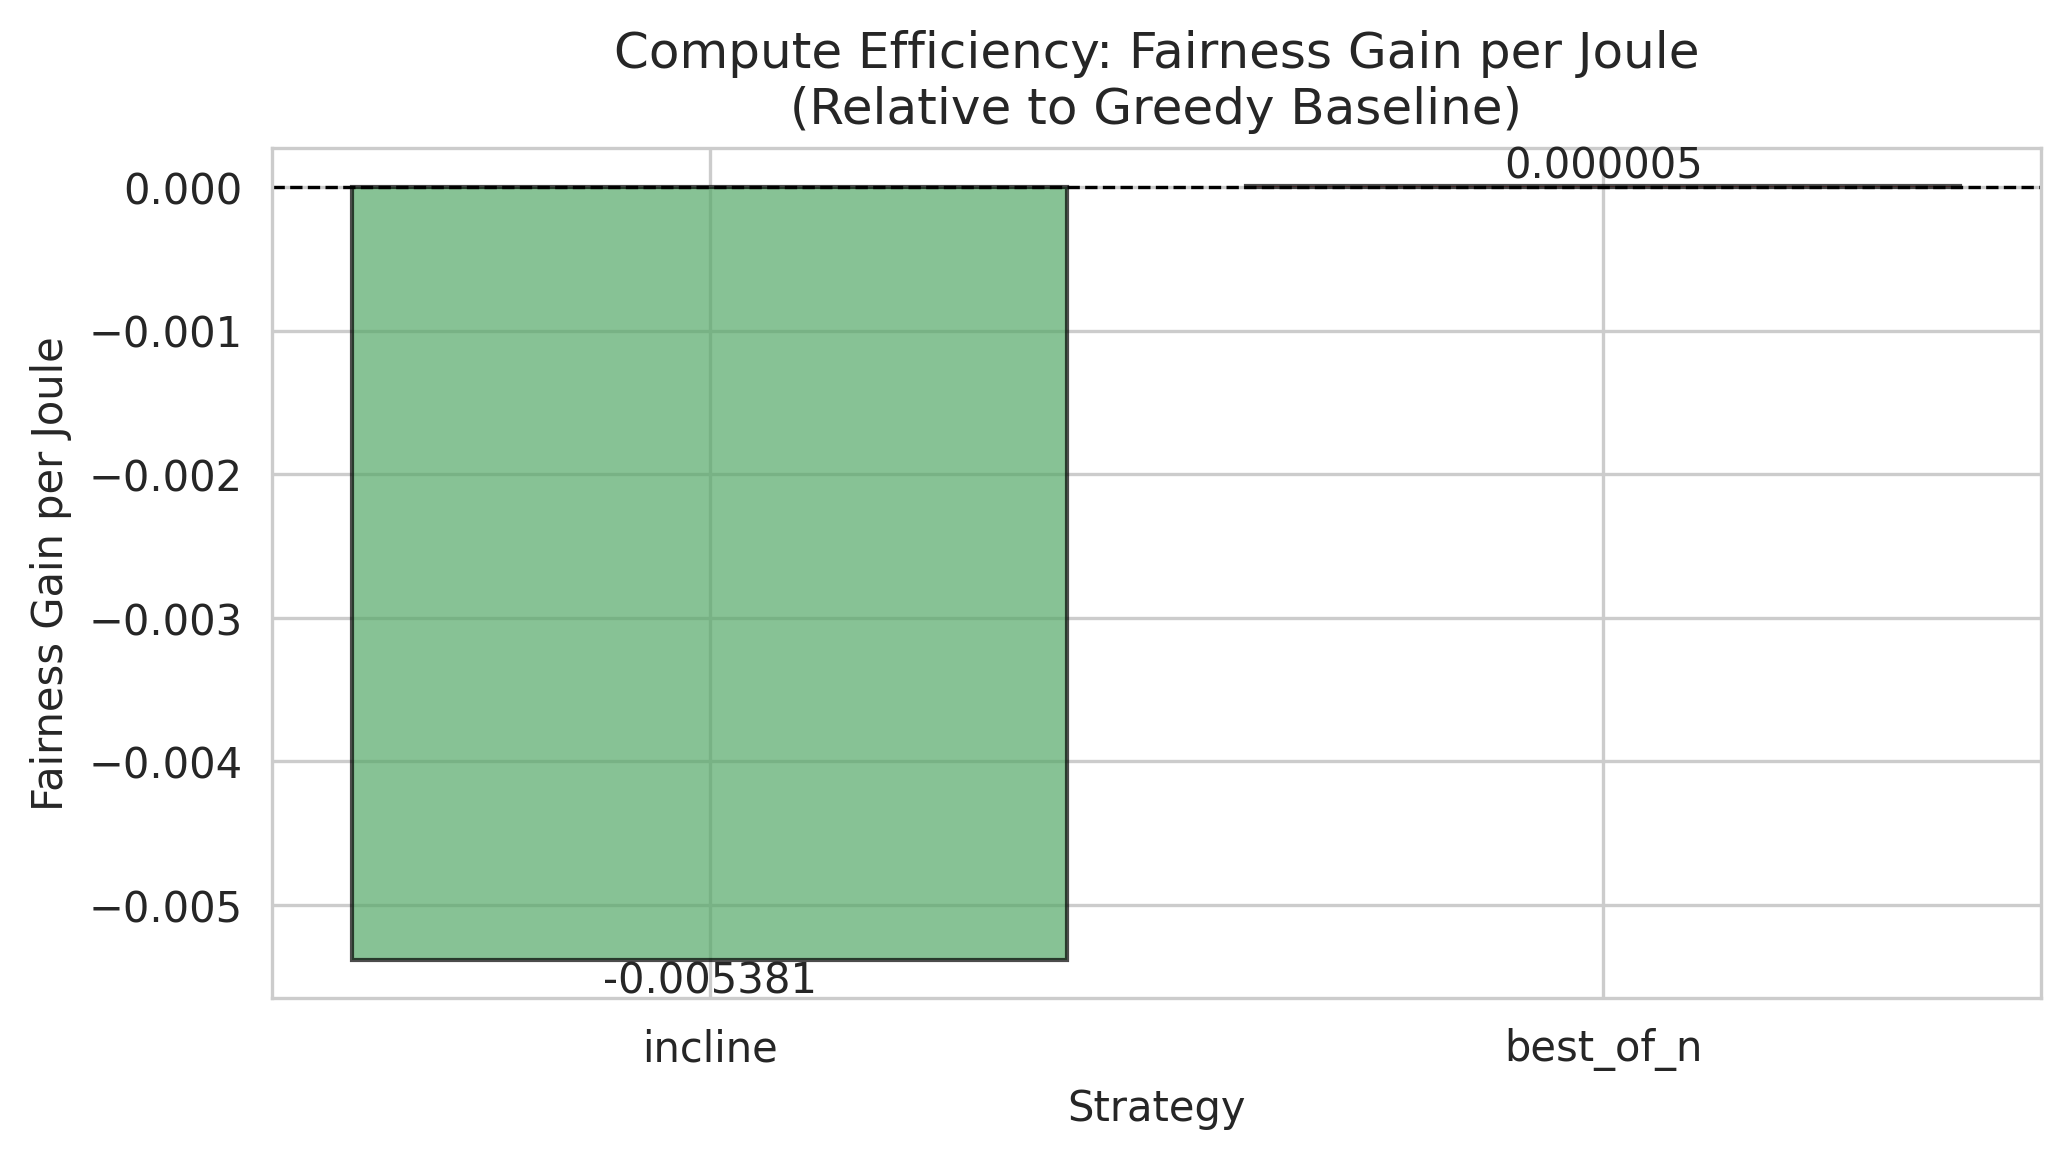 Compute Efficiency: Fairness Gain per Joule
(Relative to Greedy Baseline)
Fairness Gain per Joule
0.000
−0.001
−0.002
−0.003
−0.004
−0.005
0.000005
-0.005381
incline
best_of_n
Strategy